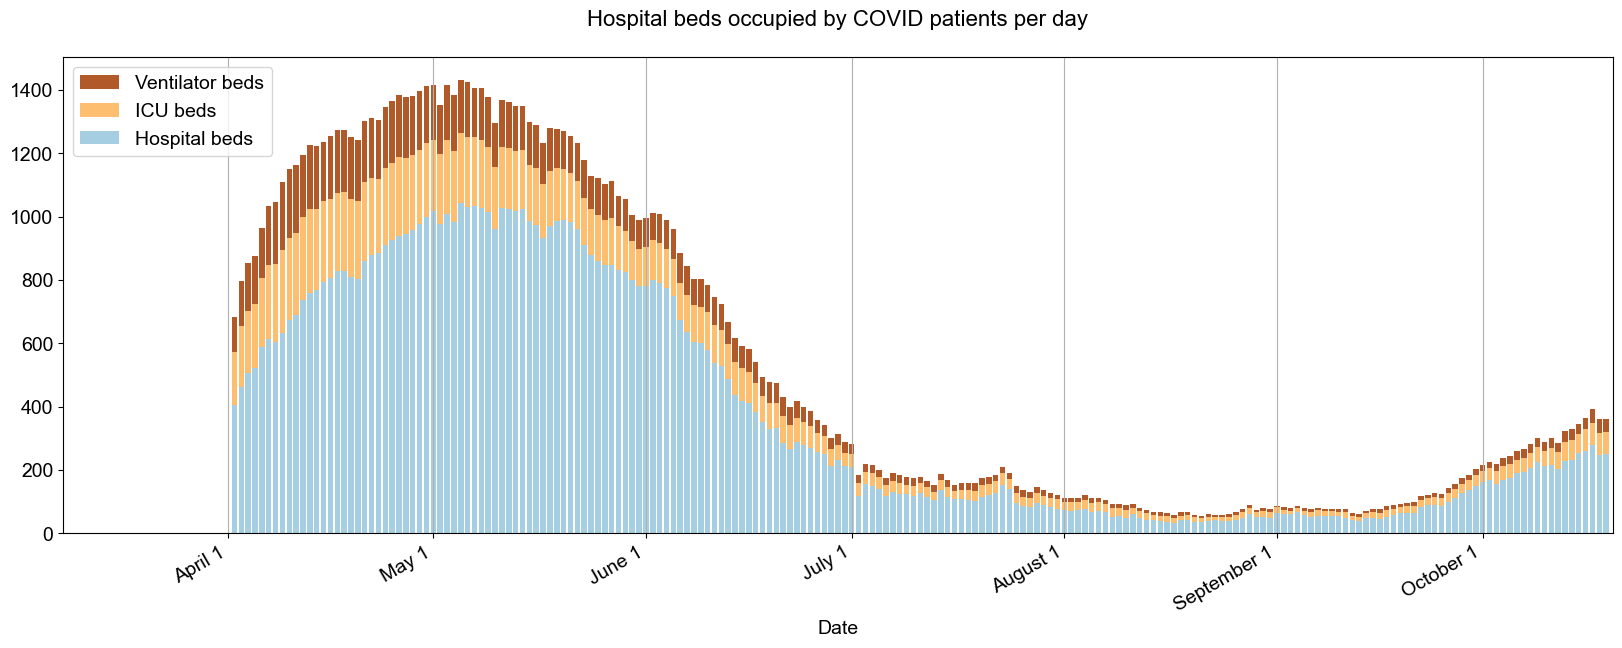 Hospital beds occupied by COVID patients per day
Ventilator beds
ICU beds
Hospital beds
1400
1200
1000
800
600
400
200
0
April 1
May 1
June 1
July 1
August 1
September 1
October 1
Date